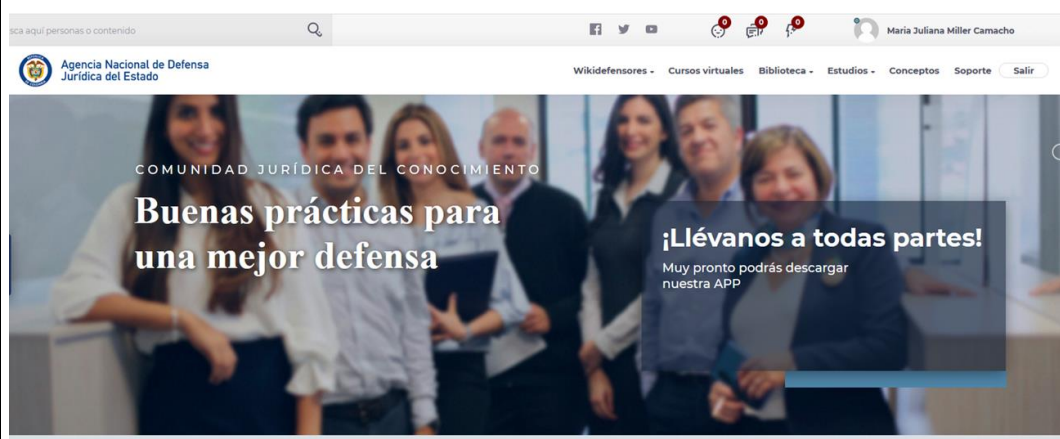 sca aquí personas o contenido
0
0
0
Maria Juliana Miller Camacho
Agencia Nacional de Defensa
Jurídica del Estado
Wikidefensores
Cursos virtuales
Biblioteca
Estudios
Conceptos
Soporte
Salir
COMUNIDAD JURÍDICA DEL CONOCIMIENTO
Buenas prácticas para
una mejor defensa
¡Llévanos a todas partes!
Muy pronto podrás descargar
nuestra APP